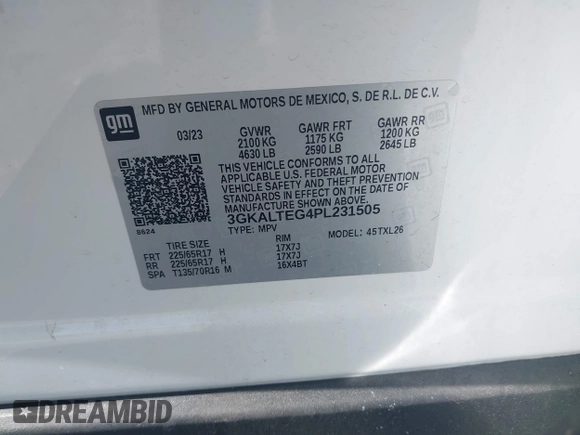 gm
MFD BY GENERAL MOTORS DE MEXICO, S. DE R.L. DE C.V.
03/23 GVWR GAWR FRT GAWR RR
2100 KG 1175 KG 1200 KG
4630 LB 2590 LB 2645 LB
THIS VEHICLE CONFORMS TO ALL
APPLICABLE U.S. FEDERAL MOTOR
VEHICLE SAFETY AND THEFT PREVENTION
STANDARDS IN EFFECT ON THE DATE
OF MANUFACTURE SHOWN ABOVE.
3GKALTEG4PL231505
8624 TYPE: MPV MODEL: 45TXL26
TIRE SIZE RIM
FRT 225/65R17 H 17X7J
RR 225/65R17 H 17X7J
SPA T135/70R16 M 16X4BT
DREAMBID